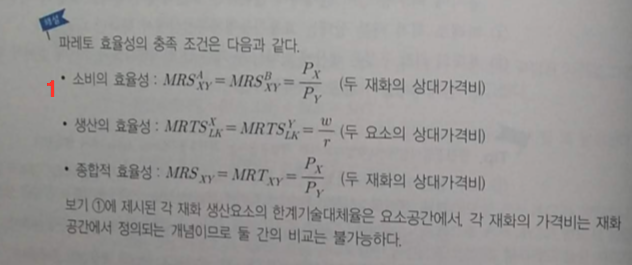 해설
파레토 효율성의 충족 조건은 다음과 같다.
1 • 소비의 효율성 : MRS^A_{XY} = MRS^B_{XY} = P_X/P_Y (두 재화의 상대가격비)
• 생산의 효율성 : MRTS^X_{LK} = MRTS^Y_{LK} = w/r (두 요소의 상대가격비)
• 종합적 효율성 : MRS_{XY} = MRT_{XY} = P_X/P_Y (두 재화의 상대가격비)
보기 ①에 제시된 각 재화 생산요소의 한계기술대체율은 요소공간에서, 각 재화의 가격비는 재화
공간에서 정의되는 개념이므로 둘 간의 비교는 불가능하다.